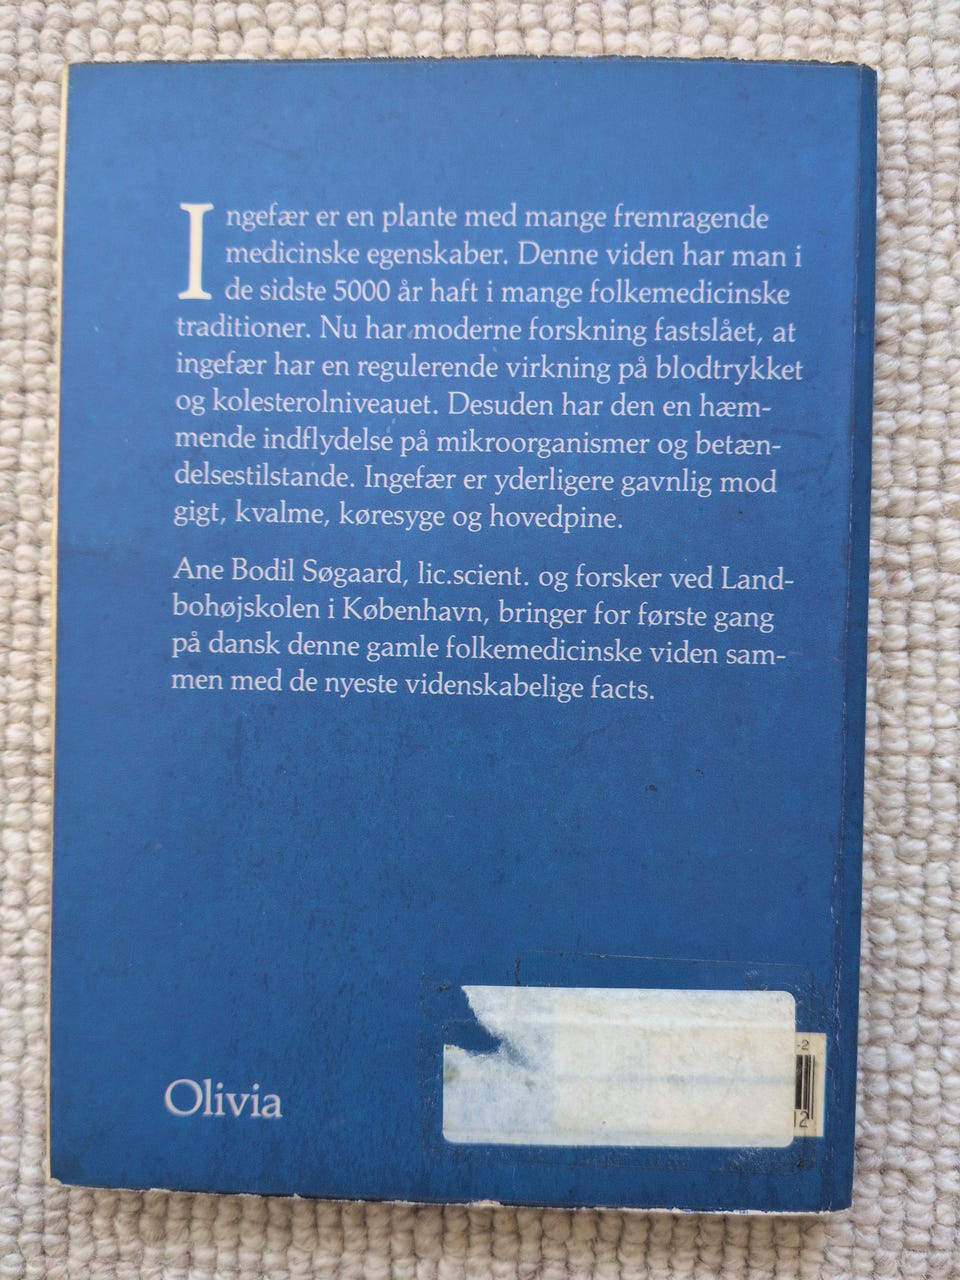 Ingefær er en plante med mange fremragende
medicinske egenskaber. Denne viden har man i
de sidste 5000 år haft i mange folkemedicinske
traditioner. Nu har moderne forskning fastslået, at
ingefær har en regulerende virkning på blodtrykket
og kolesterolniveauet. Desuden har den en hæm-
mende indflydelse på mikroorganismer og betæn-
delsestilstande. Ingefær er yderligere gavnlig mod
gigt, kvalme, køresyge og hovedpine.
Ane Bodil Søgaard, lic.scient. og forsker ved Land-
bohøjskolen i København, bringer for første gang
på dansk denne gamle folkemedicinske viden sam-
men med de nyeste videnskabelige facts.
-2
2
Olivia